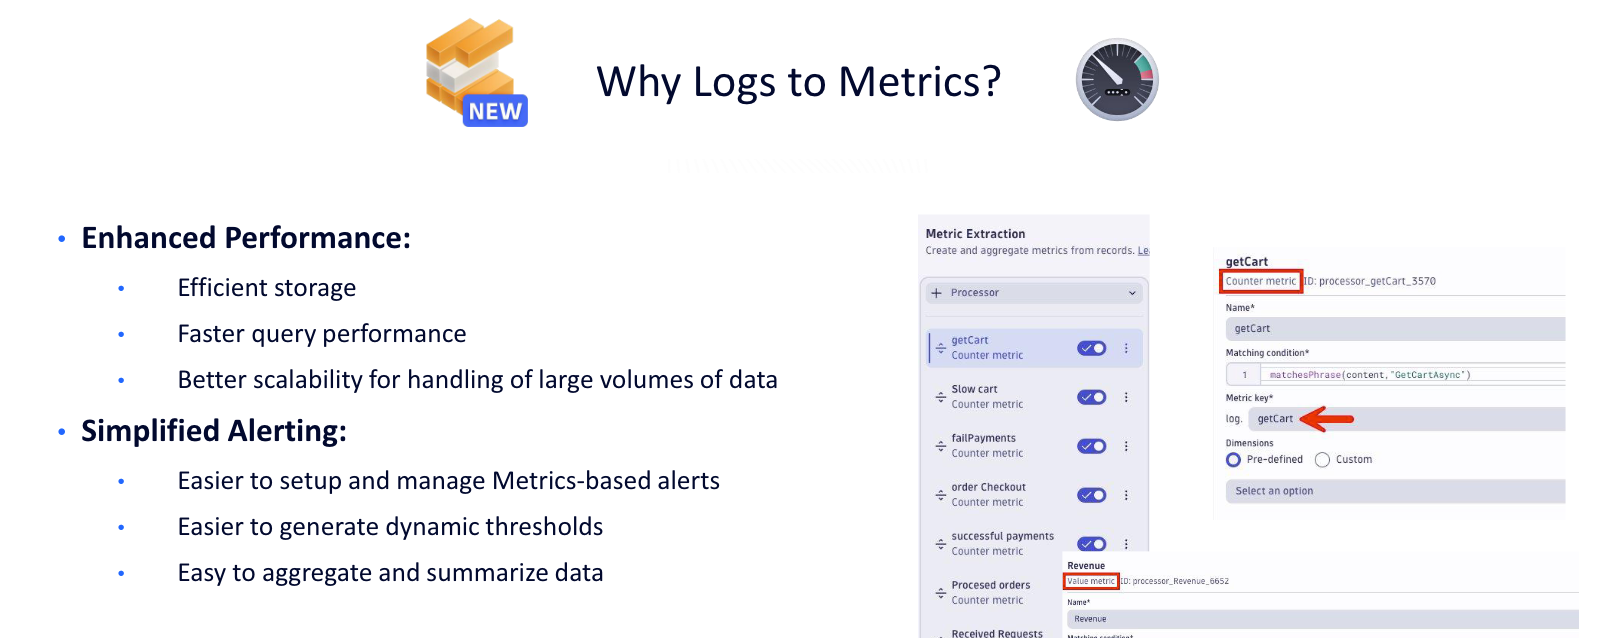 NEW
Why Logs to Metrics?
• Enhanced Performance:
• Efficient storage
• Faster query performance
• Better scalability for handling of large volumes of data
• Simplified Alerting:
• Easier to setup and manage Metrics-based alerts
• Easier to generate dynamic thresholds
• Easy to aggregate and summarize data
Metric Extraction
Create and aggregate metrics from records. Le
+ Processor
getCart
Counter metric
Slow cart
Counter metric
failPayments
Counter metric
order Checkout
Counter metric
successful payments
Counter metric
Procesed orders
Counter metric
Received Requests
getCart
Counter metric ID: processor_getCart_3570
Name*
getCart
Matching condition*
1 matchesPhrase(content,"GetCartAsync")
Metric key*
log. getCart
Dimensions
Pre-defined Custom
Select an option
Revenue
Value metric ID: processor_Revenue_6652
Name*
Revenue
Matching condition*